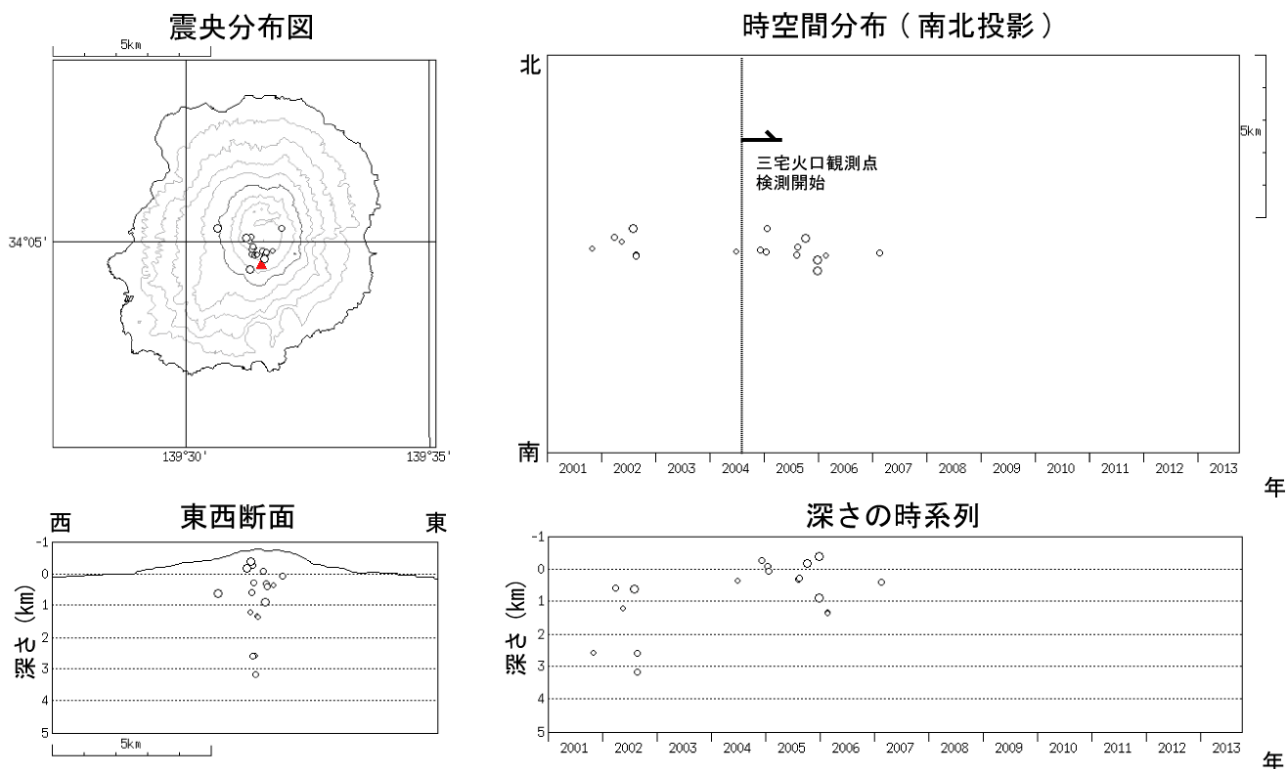 震央分布図
5km
34°05'
139°30'
139°35'
時空間分布 ( 南北投影 )
北
三宅火口観測点
検測開始
5km
南
2001 2002 2003 2004 2005 2006 2007 2008 2009 2010 2011 2012 2013
年
東西断面
西
東
深さ (km)
-1
0
1
2
3
4
5
5km
深さの時系列
深さ (km)
-1
0
1
2
3
4
5
2001 2002 2003 2004 2005 2006 2007 2008 2009 2010 2011 2012 2013
年